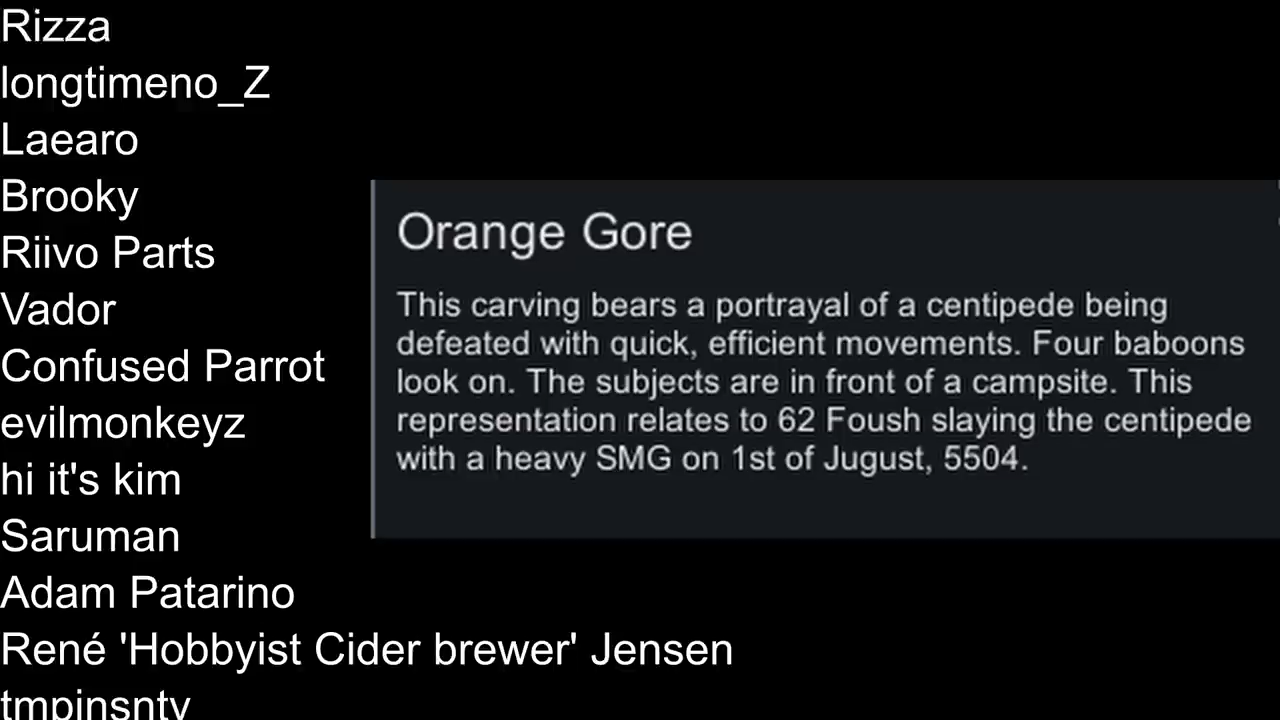 Rizza
longtimeno_Z
Laearo
Brooky
Riivo Parts
Vador
Confused Parrot
evilmonkeyz
hi it's kim
Saruman
Adam Patarino
René 'Hobbyist Cider brewer' Jensen
tmpinsnty
Orange Gore
This carving bears a portrayal of a centipede being
defeated with quick, efficient movements. Four baboons
look on. The subjects are in front of a campsite. This
representation relates to 62 Foush slaying the centipede
with a heavy SMG on 1st of Jugust, 5504.